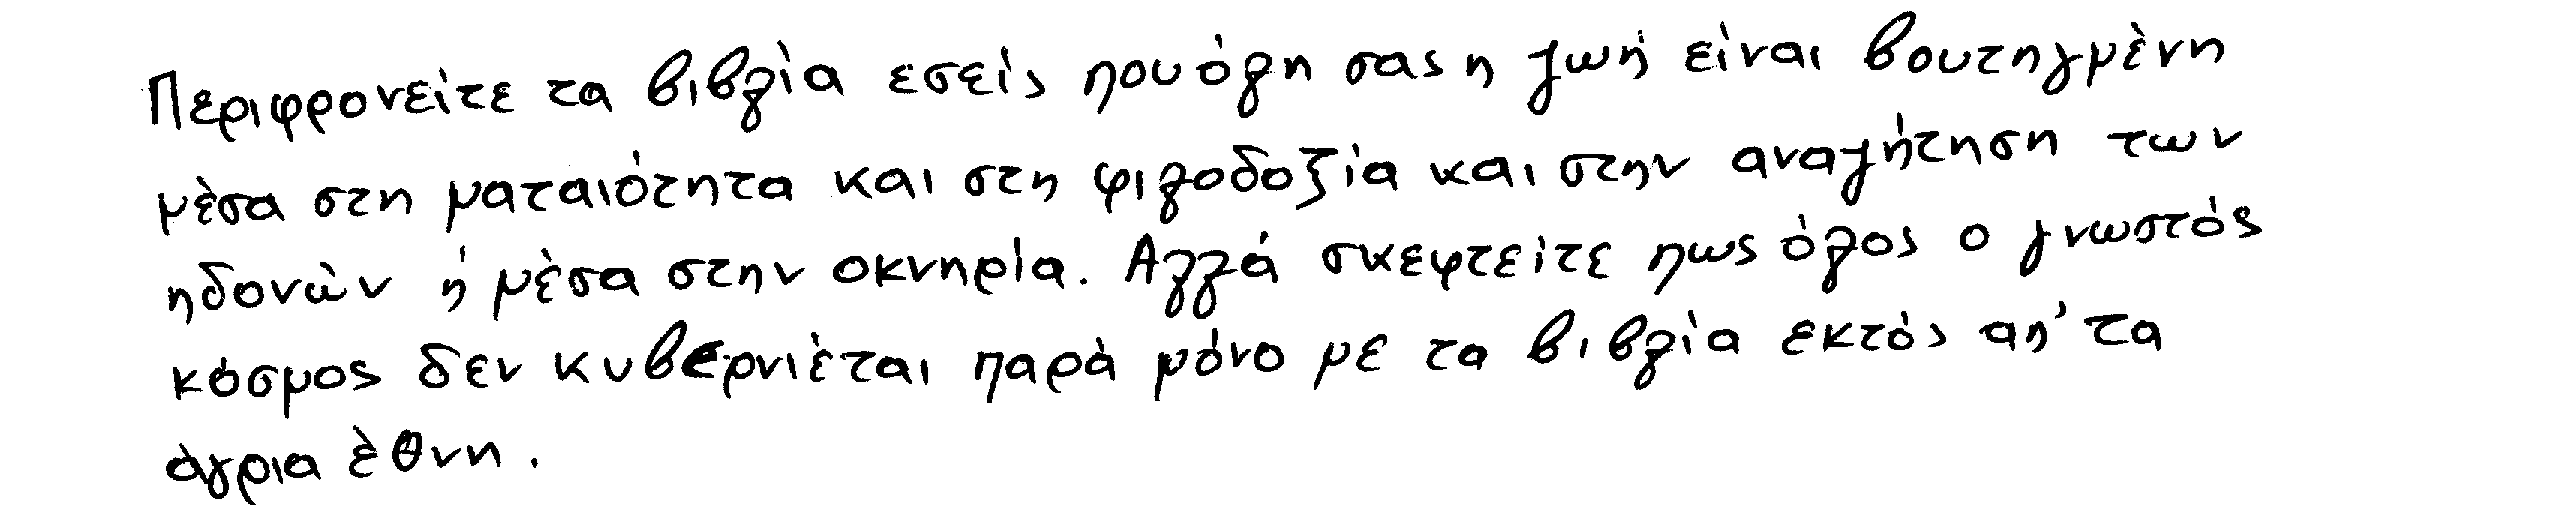 Περιφρονείτε τα βιβλία εσείς που όλη σας η ζωή είναι βουτηγμένη
μέσα στη ματαιότητα και στη φιλοδοξία και στην αναζήτηση των
ηδονών ή μέσα στην οκνηρία. Αλλά σκεφτείτε πως όλος ο γνωστός
κόσμος δεν κυβερνιέται παρά μόνο με τα βιβλία εκτός απ' τα
άγρια έθνη.